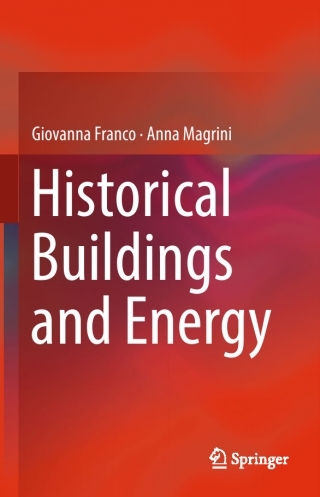 Giovanna Franco · Anna Magrini
Historical
Buildings
and Energy
Springer